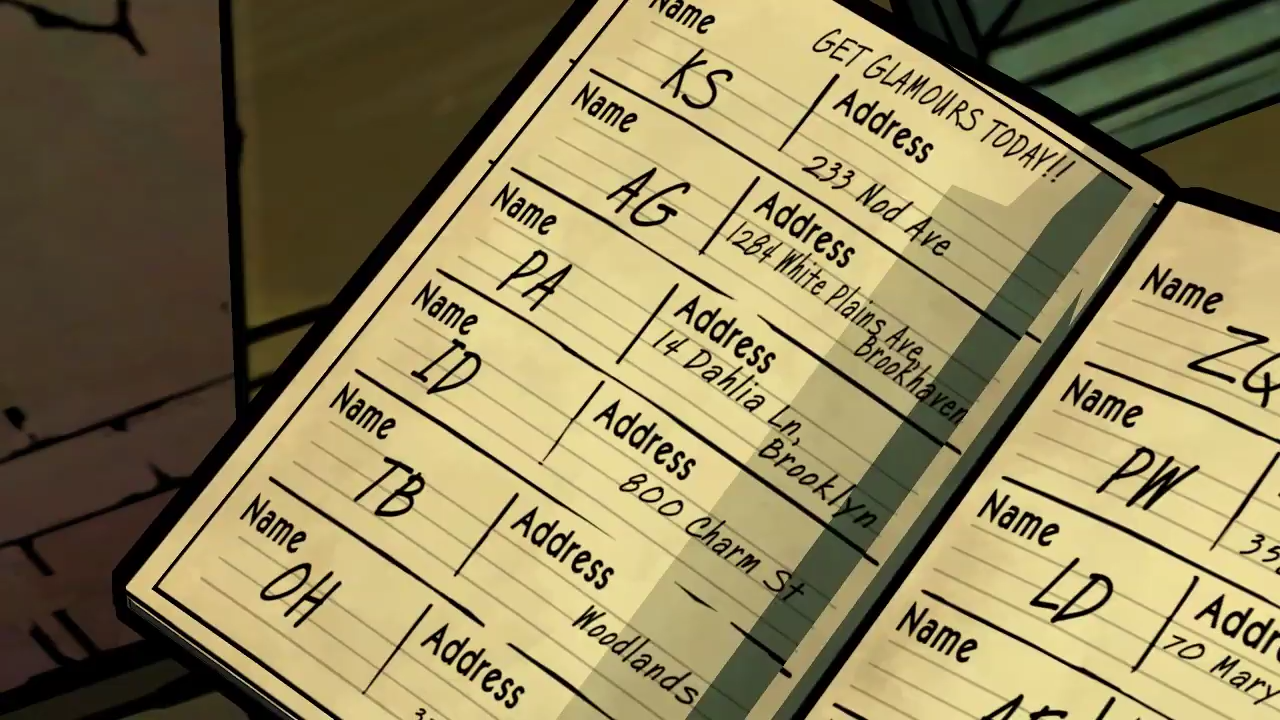 GET GLAMOURS TODAY!!
Name
KS
Address
233 Nod Ave
Name
AG
Address
1284 White Plains Ave,
Brookhaven
Name
PA
Address
14 Dahlia Ln,
Brooklyn
Name
ID
Address
800 Charm St
Name
TB
Address
Woodlands
Name
OH
Address
Name
ZQ
Name
PW
Name
LD
Addre
70 Mary
Name